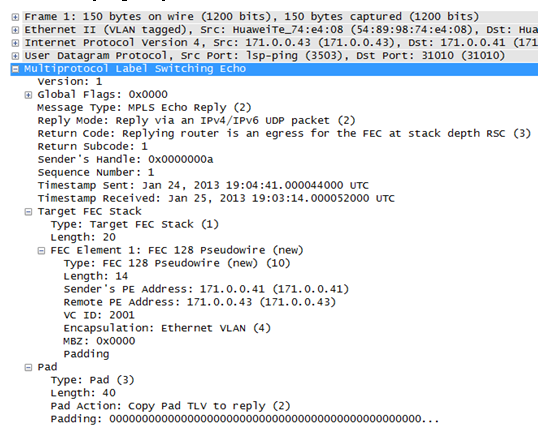 Frame 1: 150 bytes on wire (1200 bits), 150 bytes captured (1200 bits)
Ethernet II (VLAN tagged), Src: HuaweiTe_74:e4:08 (54:89:98:74:e4:08), Dst: Hua
Internet Protocol Version 4, Src: 171.0.0.43 (171.0.0.43), Dst: 171.0.0.41 (171
User Datagram Protocol, Src Port: lsp-ping (3503), Dst Port: 31010 (31010)
Multiprotocol Label Switching Echo
Version: 1
Global Flags: 0x0000
Message Type: MPLS Echo Reply (2)
Reply Mode: Reply via an IPv4/IPv6 UDP packet (2)
Return Code: Replying router is an egress for the FEC at stack depth RSC (3)
Return Subcode: 1
Sender's Handle: 0x0000000a
Sequence Number: 1
Timestamp Sent: Jan 24, 2013 19:04:41.000044000 UTC
Timestamp Received: Jan 25, 2013 19:03:14.000052000 UTC
Target FEC Stack
Type: Target FEC Stack (1)
Length: 20
FEC Element 1: FEC 128 Pseudowire (new)
Type: FEC 128 Pseudowire (new) (10)
Length: 14
Sender's PE Address: 171.0.0.41 (171.0.0.41)
Remote PE Address: 171.0.0.43 (171.0.0.43)
VC ID: 2001
Encapsulation: Ethernet VLAN (4)
MBZ: 0x0000
Padding
Pad
Type: Pad (3)
Length: 40
Pad Action: Copy Pad TLV to reply (2)
Padding: 00000000000000000000000000000000000000000000...